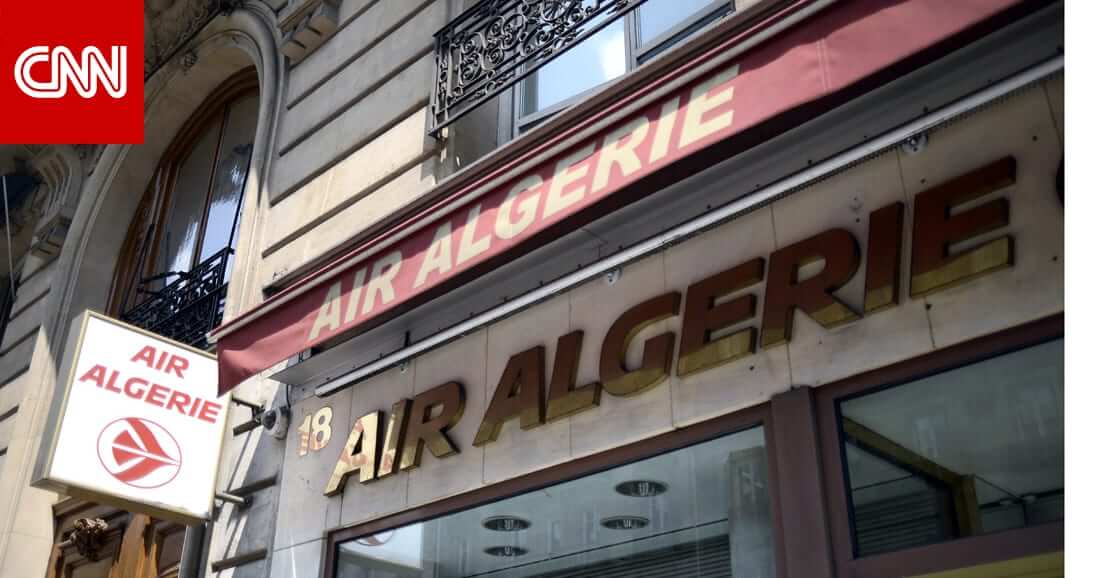 CNN
AIR ALGERIE
AIR
ALGERIE
18
AIR ALGERIE